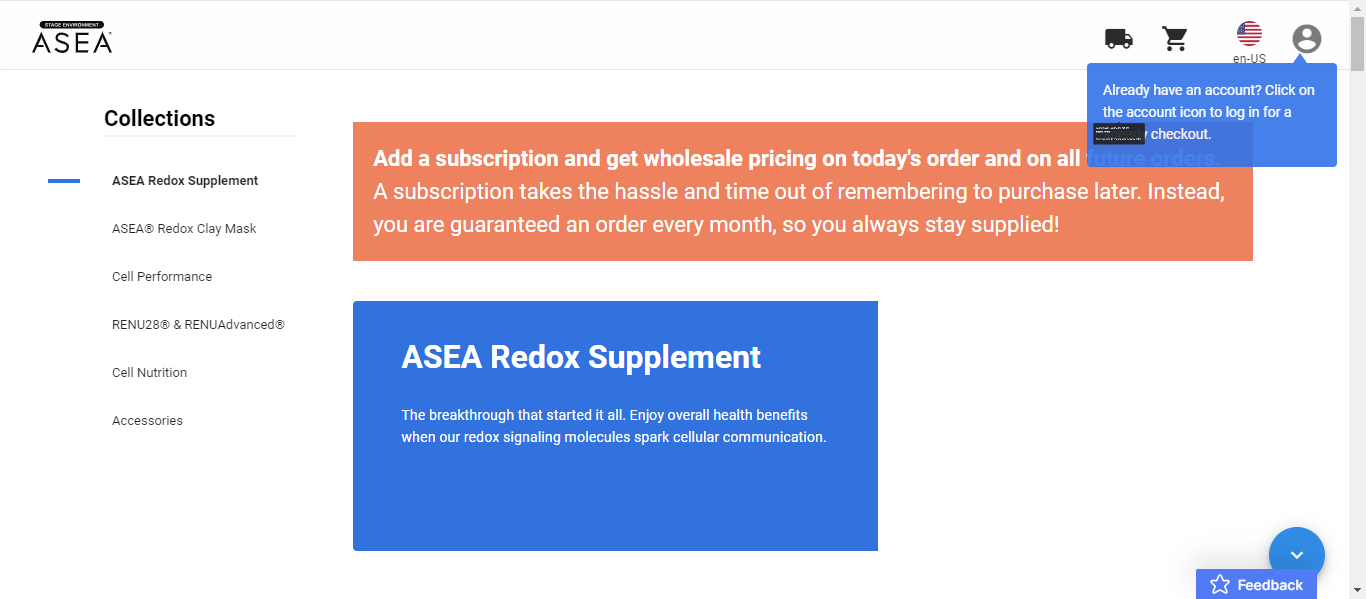 STAGE ENVIRONMENT
ASEA
en-US
Already have an account? Click on
the account icon to log in for a
checkout.
Collections
ASEA Redox Supplement
ASEA® Redox Clay Mask
Cell Performance
RENU28® & RENUAdvanced®
Cell Nutrition
Accessories
Add a subscription and get wholesale pricing on today's order and on all future orders.
A subscription takes the hassle and time out of remembering to purchase later. Instead,
you are guaranteed an order every month, so you always stay supplied!
ASEA Redox Supplement
The breakthrough that started it all. Enjoy overall health benefits
when our redox signaling molecules spark cellular communication.
Feedback